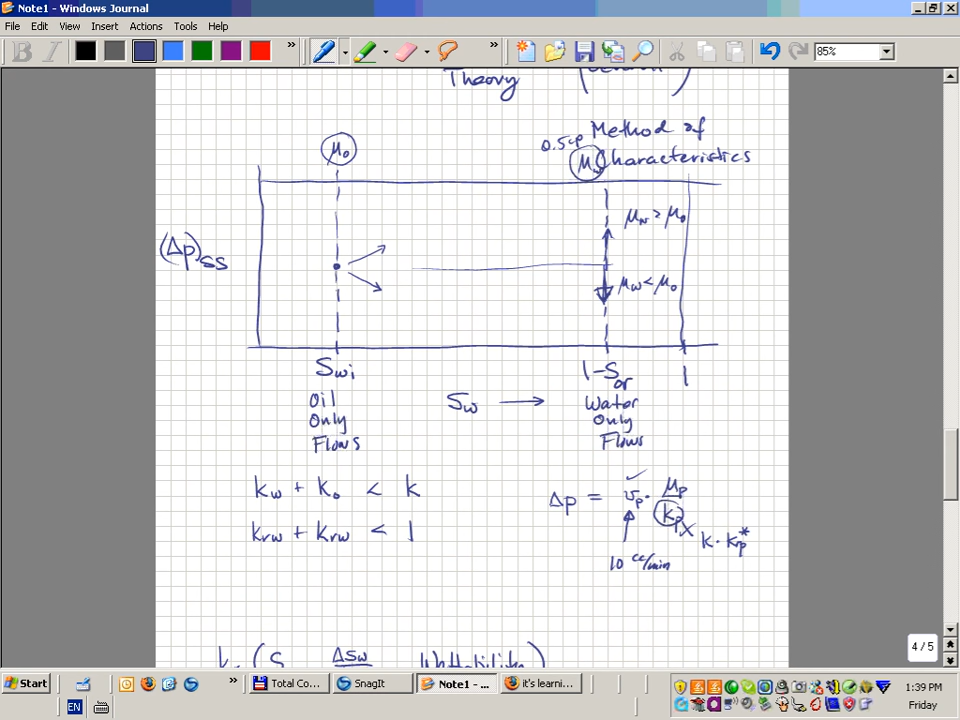 Note1 - Windows Journal
File Edit View Insert Actions Tools Help
B I » » 85%
Theory
Method of
0.5cp
Characteristics
μo
μw > μo
(Δp)ss
μw < μo
Swi 1-Sor 1
Oil Sw → Water
Only Only
Flows Flows
kw + ko < k
Δp = vp · μp / kp
krw + krw < 1
k · krp*
10 cc/min
ΔSw
Wettability
4 / 5
Start » Total Co... SnagIt Note1 - ... it's learni... 1:39 PM
EN Friday